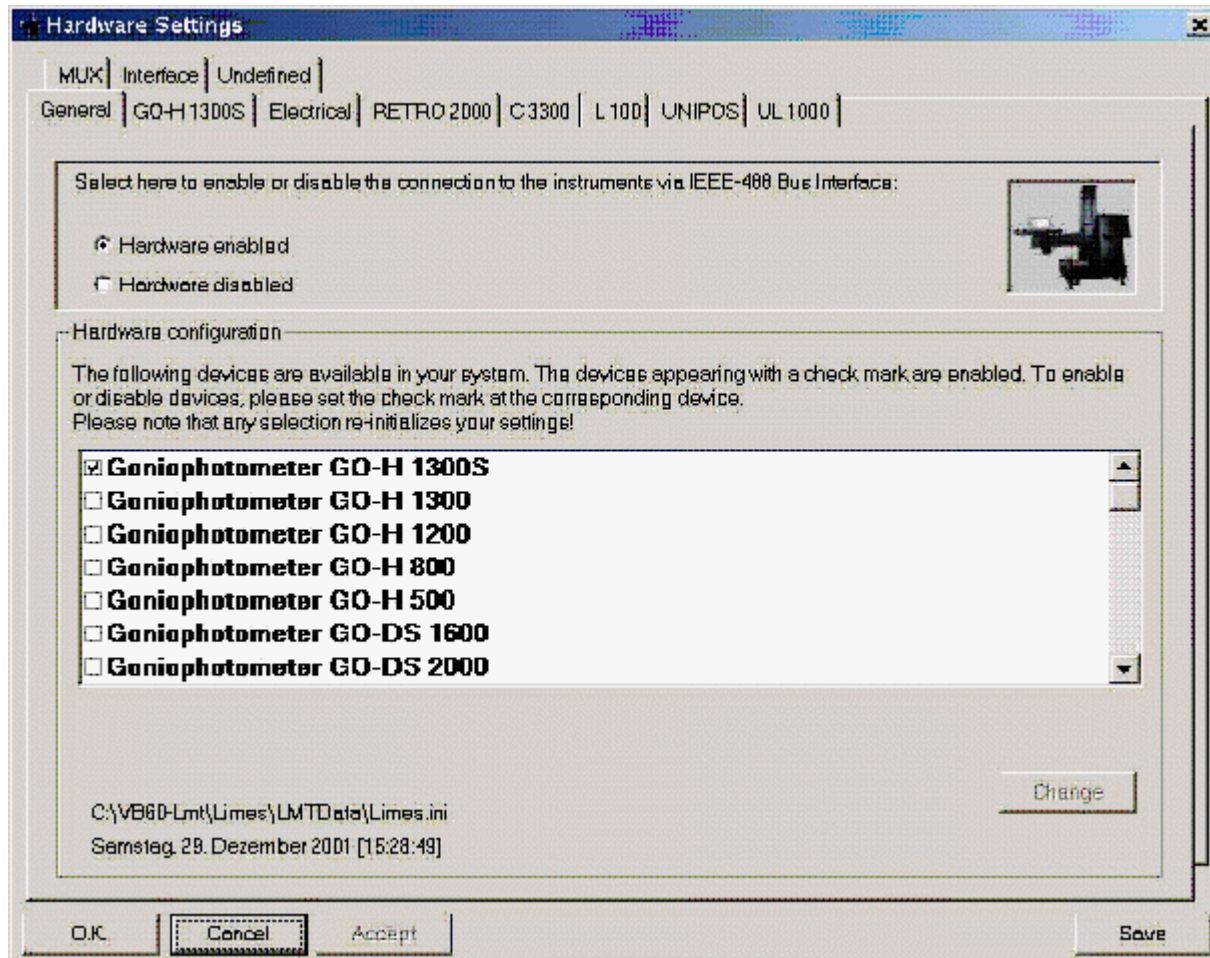 Hardware Settings
MUX Interface Undefined
General GO-H 1300S Electrical RETRO 2000 C 3300 L 100 UNIPOS UL 1000
Select here to enable or disable the connection to the instruments via IEEE-488 Bus Interface:
Hardware enabled
Hardware disabled
Hardware configuration
The following devices are available in your system. The devices appearing with a check mark are enabled. To enable
or disable devices, please set the check mark at the corresponding device.
Please note that any selection re-initializes your settings!
Goniophotometer GO-H 1300S
Goniophotometer GO-H 1300
Goniophotometer GO-H 1200
Goniophotometer GO-H 800
Goniophotometer GO-H 500
Goniophotometer GO-DS 1600
Goniophotometer GO-DS 2000
Change
C:\VB60-Lmt\Limes\LMTData\Limes.ini
Samstag, 29. Dezember 2001 [15:28:49]
O.K. Cancel Accept Save